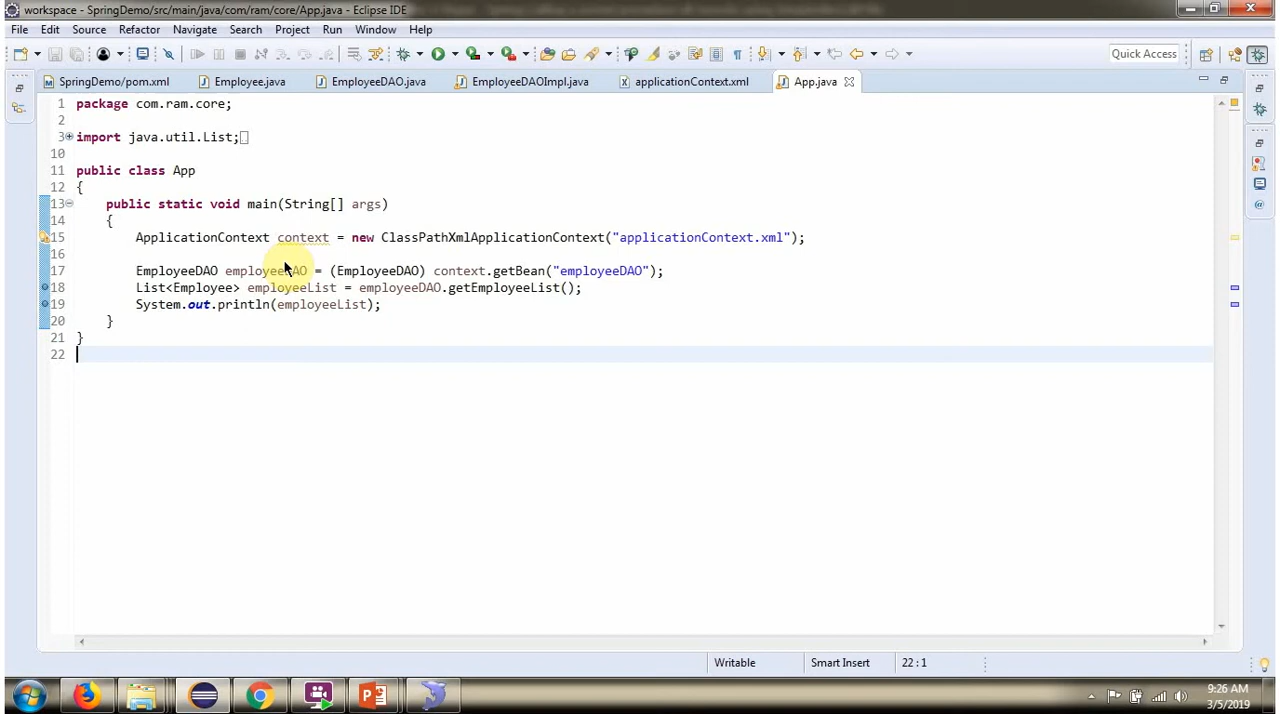 workspace - SpringDemo/src/main/java/com/ram/core/App.java - Eclipse IDE
File Edit Source Refactor Navigate Search Project Run Window Help
Quick Access
SpringDemo/pom.xml Employee.java EmployeeDAO.java EmployeeDAOImpl.java applicationContext.xml App.java
1 package com.ram.core;
2
3 import java.util.List;
10
11 public class App
12 {
13 public static void main(String[] args)
14 {
15 ApplicationContext context = new ClassPathXmlApplicationContext("applicationContext.xml");
16
17 EmployeeDAO employeeDAO = (EmployeeDAO) context.getBean("employeeDAO");
18 List<Employee> employeeList = employeeDAO.getEmployeeList();
19 System.out.println(employeeList);
20 }
21 }
22
Writable Smart Insert 22 : 1
9:26 AM
3/5/2019